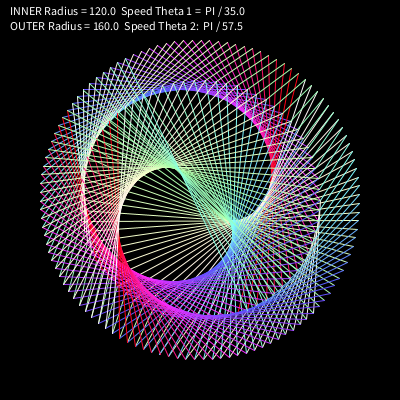 INNER Radius = 120.0  Speed Theta 1 =  PI / 35.0
OUTER Radius = 160.0  Speed Theta 2:  PI / 57.5